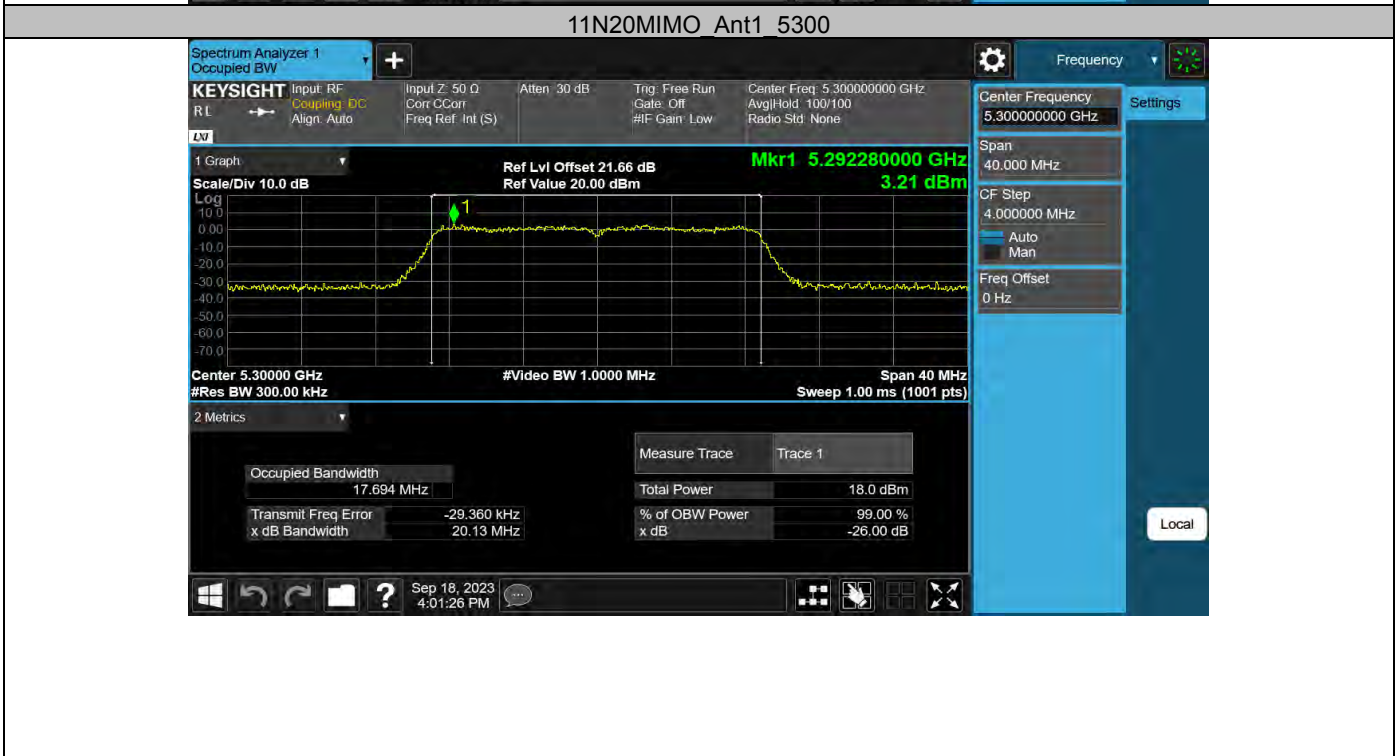 11N20MIMO_Ant1_5300
Spectrum Analyzer 1
Occupied BW
+
Frequency
KEYSIGHT
RL
LXI
Input: RF
Coupling: DC
Align: Auto
Input Z: 50 Ω
Corr CCorr
Freq Ref: Int (S)
Atten: 30 dB
Trig: Free Run
Gate: Off
#IF Gain: Low
Center Freq: 5.300000000 GHz
Avg|Hold: 100/100
Radio Std: None
Center Frequency
5.300000000 GHz
Settings
Span
40.000 MHz
CF Step
4.000000 MHz
Auto
Man
Freq Offset
0 Hz
Local
1 Graph
Scale/Div 10.0 dB
Log
Ref Lvl Offset 21.66 dB
Ref Value 20.00 dBm
Mkr1 5.292280000 GHz
3.21 dBm
1
10.0
0.00
-10.0
-20.0
-30.0
-40.0
-50.0
-60.0
-70.0
Center 5.30000 GHz
#Res BW 300.00 kHz
#Video BW 1.0000 MHz
Span 40 MHz
Sweep 1.00 ms (1001 pts)
2 Metrics
Measure Trace Trace 1
Occupied Bandwidth
17.694 MHz
Total Power 18.0 dBm
Transmit Freq Error -29.360 kHz
% of OBW Power 99.00 %
x dB Bandwidth 20.13 MHz
x dB -26.00 dB
?
Sep 18, 2023
4:01:26 PM